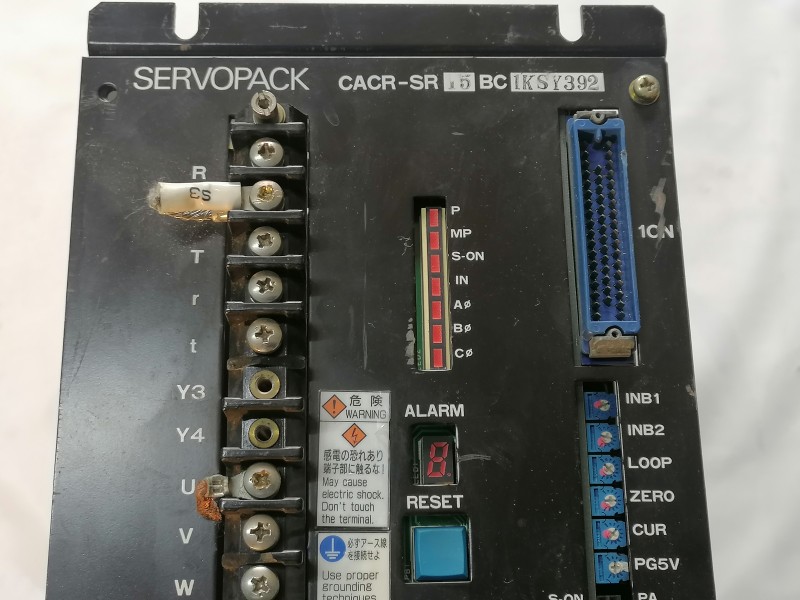 SERVOPACK CACR-SR 15 BC 1KSY392
R
S3
T
r
t
Y3
Y4
U
V
W
P
MP
S-ON
IN
AØ
BØ
CØ
1CN
危険
WARNING
感電の恐れあり
端子部に触るな!
May cause
electric shock.
Don't touch
the terminal.
必ずアース線
を接続せよ
Use proper
grounding
techniques
ALARM
8
RESET
INB1
INB2
LOOP
ZERO
CUR
PG5V
S-ON
PA